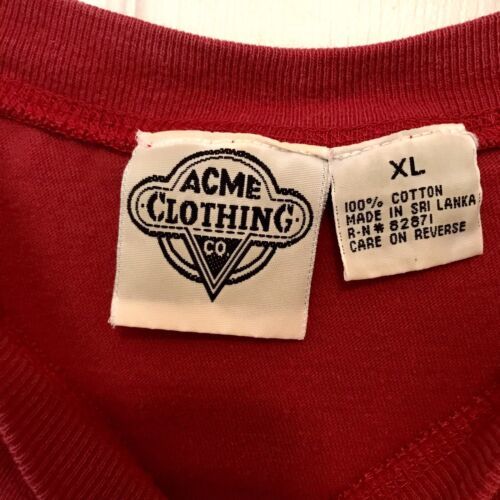 ACME
CLOTHING
CO
XL
100% COTTON
MADE IN SRI LANKA
R-N# 82871
CARE ON REVERSE